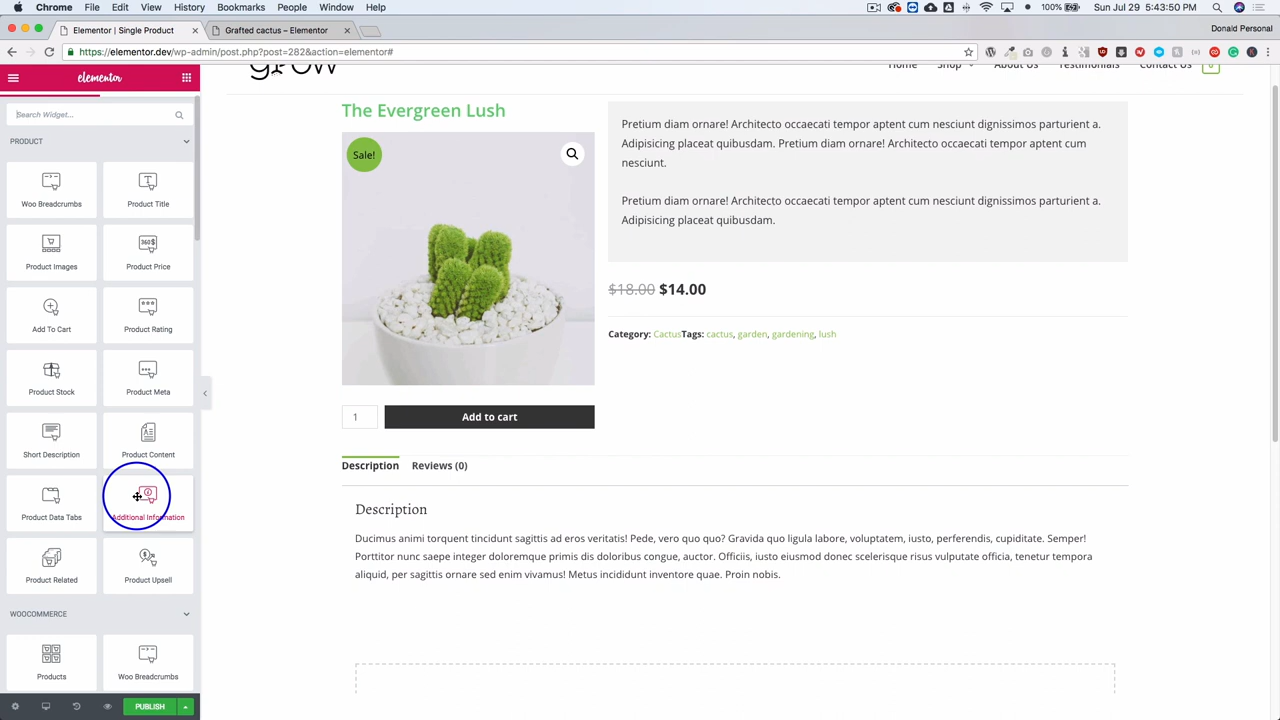 Chrome File Edit View History Bookmarks People Window Help
100% Sun Jul 29 5:43:50 PM
Elementor | Single Product
Grafted cactus – Elementor
Donald Personal
https://elementor.dev/wp-admin/post.php?post=282&action=elementor#
elementor
grow
Home Shop About Us Testimonials Contact Us
Search Widget...
PRODUCT
Woo Breadcrumbs
Product Title
Product Images
360$
Product Price
Add To Cart
Product Rating
Product Stock
Product Meta
Short Description
Product Content
Product Data Tabs
Additional Information
Product Related
Product Upsell
WOOCOMMERCE
Products
Woo Breadcrumbs
PUBLISH
The Evergreen Lush
Sale!
1
Add to cart
Pretium diam ornare! Architecto occaecati tempor aptent cum nesciunt dignissimos parturient a.
Adipisicing placeat quibusdam. Pretium diam ornare! Architecto occaecati tempor aptent cum
nesciunt.
Pretium diam ornare! Architecto occaecati tempor aptent cum nesciunt dignissimos parturient a.
Adipisicing placeat quibusdam.
$18.00 $14.00
Category: CactusTags: cactus, garden, gardening, lush
Description Reviews (0)
Description
Ducimus animi torquent tincidunt sagittis ad eros veritatis! Pede, vero quo quo? Gravida quo ligula labore, voluptatem, iusto, perferendis, cupiditate. Semper!
Porttitor nunc saepe integer doloremque primis dis doloribus congue, auctor. Officiis, iusto eiusmod donec scelerisque risus vulputate officia, tenetur tempora
aliquid, per sagittis ornare sed enim vivamus! Metus incididunt inventore quae. Proin nobis.